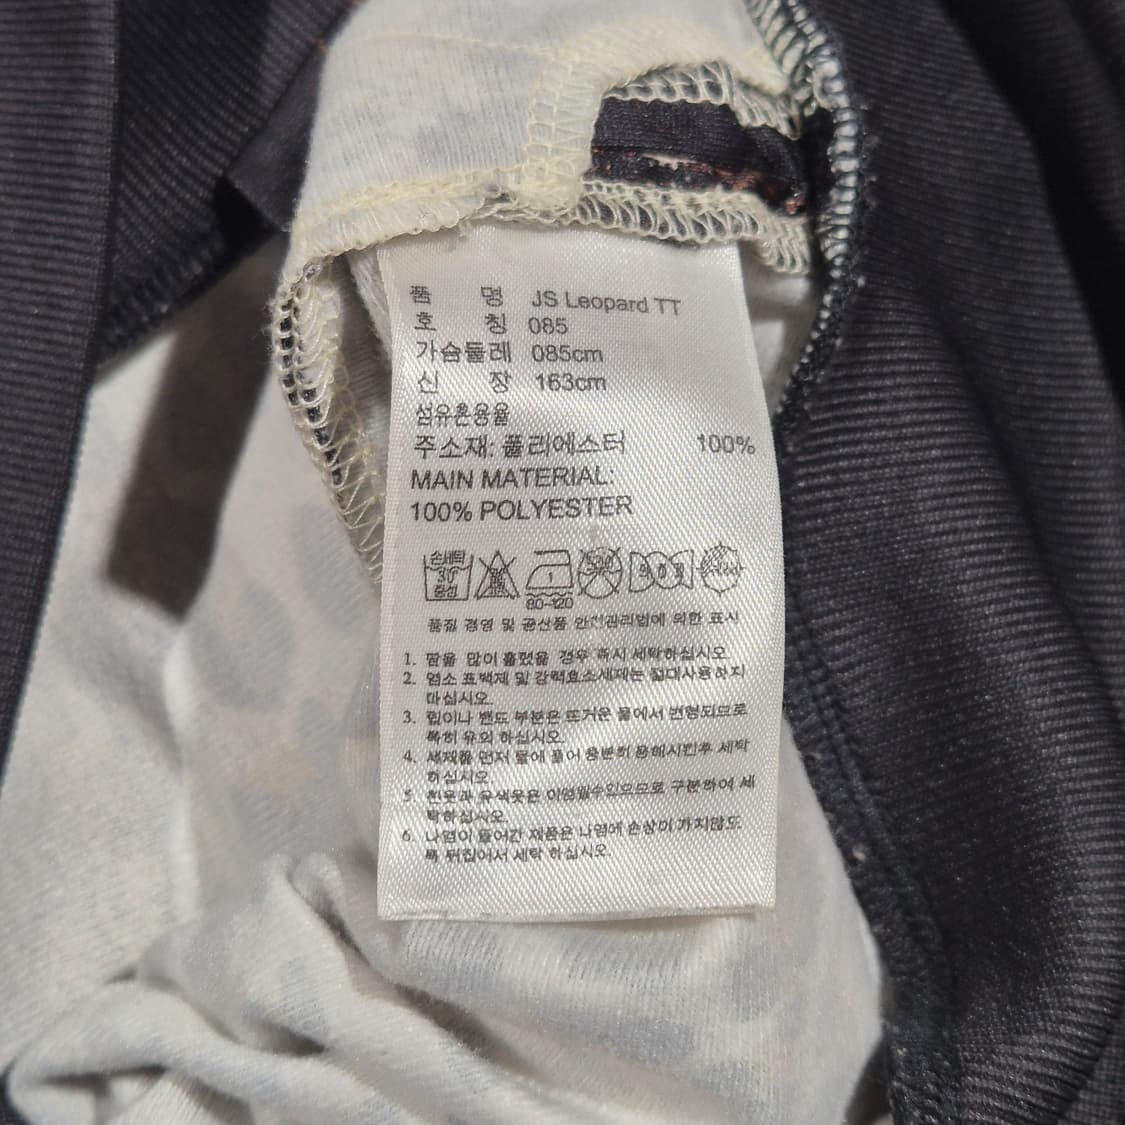 품 명 JS Leopard TT
호 칭 085
가슴둘레 085cm
신 장 163cm
섬유혼용율
주소재: 폴리에스터 100%
MAIN MATERIAL:
100% POLYESTER
손세탁
30°
중성
80~120
품질 경영 및 공산품 안전관리법에 의한 표시
1. 땀을 많이 흘렸을 경우 즉시 세탁하십시오
2. 염소 표백제 및 강력효소세제는 절대사용하지
마십시오.
3. 립이나 밴드 부분은 뜨거운 물에서 변형되므로
특히 유의 하십시오.
4. 세제를 먼저 물에 풀어 충분히 용해시킨후 세탁
하십시오.
5. 흰옷과 유색옷은 이염될수있으므로 구분하여 세
탁하십시오.
6. 나염이 들어간 제품은 나염에 손상이 가지않도
록 뒤집어서 세탁 하십시오.